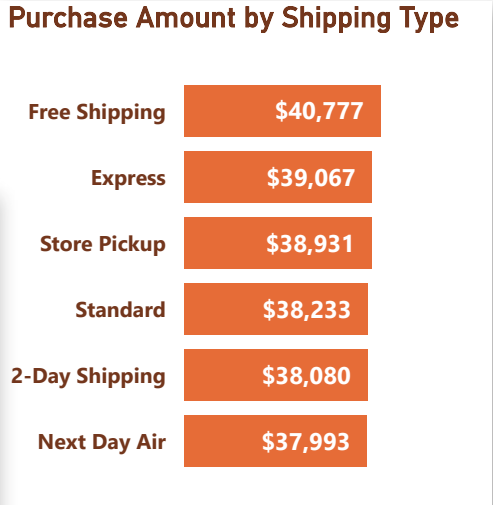 Purchase Amount by Shipping Type
Free Shipping $40,777
Express $39,067
Store Pickup $38,931
Standard $38,233
2-Day Shipping $38,080
Next Day Air $37,993